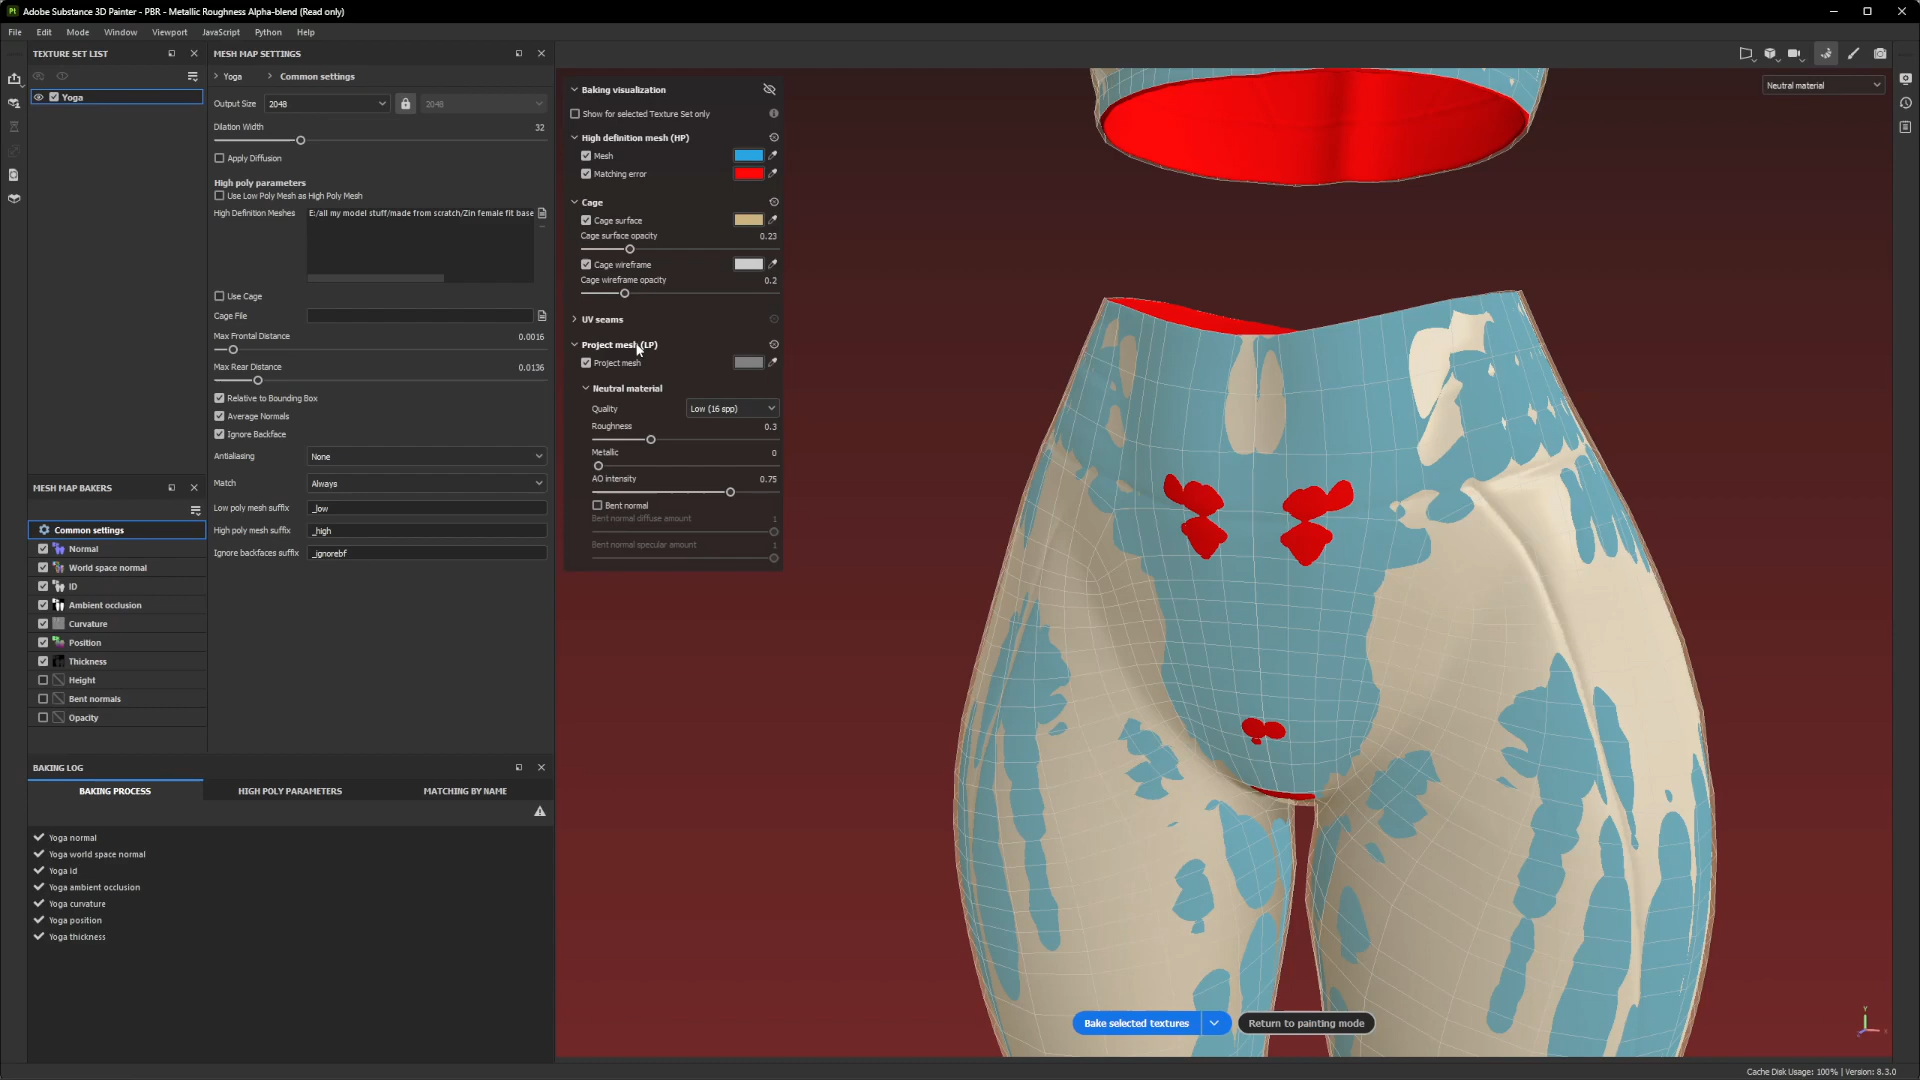 Adobe Substance 3D Painter - PBR - Metallic Roughness Alpha-blend (Read only)
File Edit Mode Window Viewport JavaScript Python Help
TEXTURE SET LIST
Yoga
MESH MAP SETTINGS
Yoga Common settings
Output Size 2048 2048
Dilation Width 32
Apply Diffusion
High poly parameters
Use Low Poly Mesh as High Poly Mesh
High Definition Meshes E:/all my model stuff/made from scratch/Zin female fit base
Use Cage
Cage File
Max Frontal Distance 0.0016
Max Rear Distance 0.0136
Relative to Bounding Box
Average Normals
Ignore Backface
Antialiasing None
Match Always
Low poly mesh suffix _low
High poly mesh suffix _high
Ignore backfaces suffix _ignorebf
MESH MAP BAKERS
Common settings
Normal
World space normal
ID
Ambient occlusion
Curvature
Position
Thickness
Height
Bent normals
Opacity
BAKING LOG
BAKING PROCESS HIGH POLY PARAMETERS MATCHING BY NAME
Yoga normal
Yoga world space normal
Yoga id
Yoga ambient occlusion
Yoga curvature
Yoga position
Yoga thickness
Baking visualization
Show for selected Texture Set only
High definition mesh (HP)
Mesh
Matching error
Cage
Cage surface
Cage surface opacity 0.23
Cage wireframe
Cage wireframe opacity 0.2
UV seams
Project mesh (LP)
Project mesh
Neutral material
Quality Low (16 spp)
Roughness 0.3
Metallic 0
AO intensity 0.75
Bent normal
Bent normal diffuse amount 1
Bent normal specular amount 1
Neutral material
Bake selected textures
Return to painting mode
Y
Cache Disk Usage: 100% | Version: 8.3.0